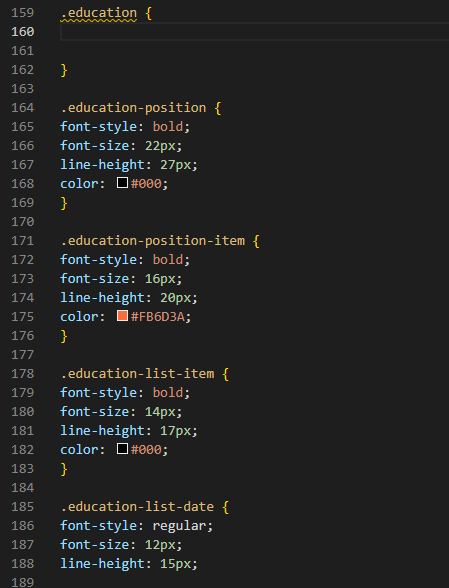 159 .education {
160
161
162 }
163
164 .education-position {
165 font-style: bold;
166 font-size: 22px;
167 line-height: 27px;
168 color: #000;
169 }
170
171 .education-position-item {
172 font-style: bold;
173 font-size: 16px;
174 line-height: 20px;
175 color: #FB6D3A;
176 }
177
178 .education-list-item {
179 font-style: bold;
180 font-size: 14px;
181 line-height: 17px;
182 color: #000;
183 }
184
185 .education-list-date {
186 font-style: regular;
187 font-size: 12px;
188 line-height: 15px;
189